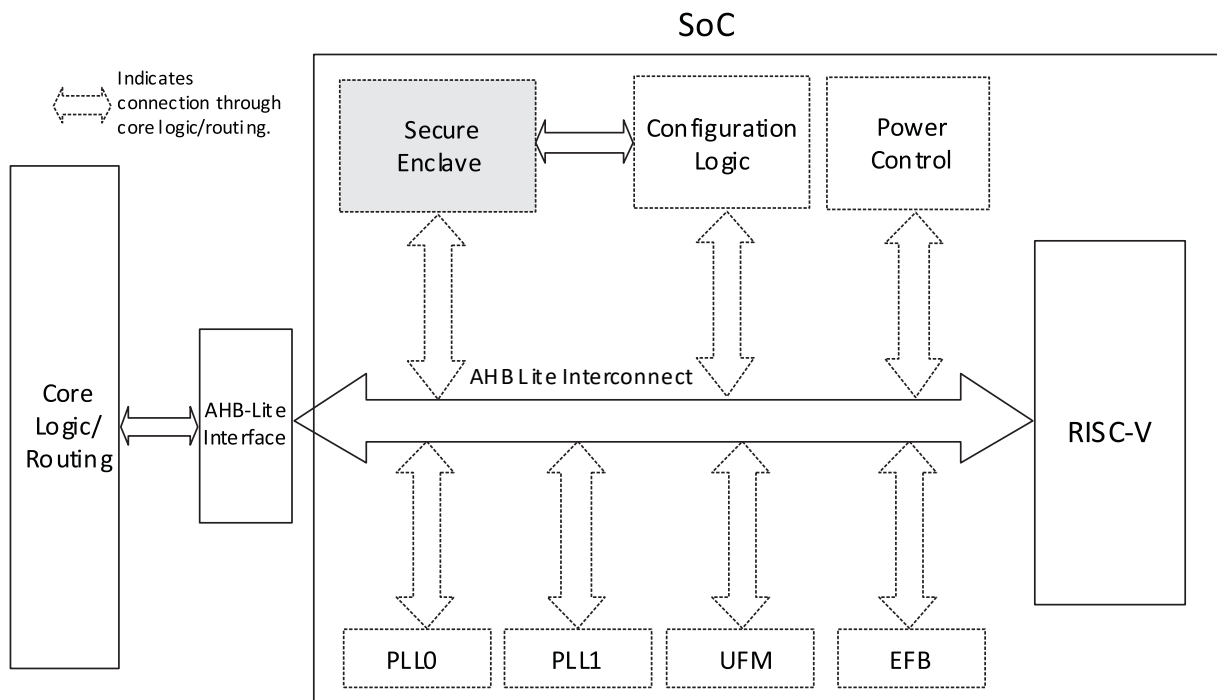 SoC
Indicates
connection through
core logic/routing.
Secure
Enclave
Configuration
Logic
Power
Control
AHB Lite Interconnect
Core
Logic/
Routing
AHB-Lite
Interface
RISC-V
PLL0
PLL1
UFM
EFB